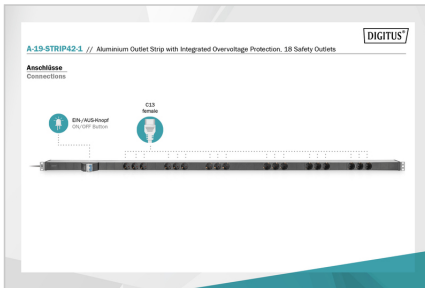 DIGITUS®
A-19-STRIP42-1 // Aluminium Outlet Strip with Integrated Overvoltage Protection, 18 Safety Outlets
Anschlüsse
Connections
C13
female
EIN-/AUS-Knopf
ON/OFF Button